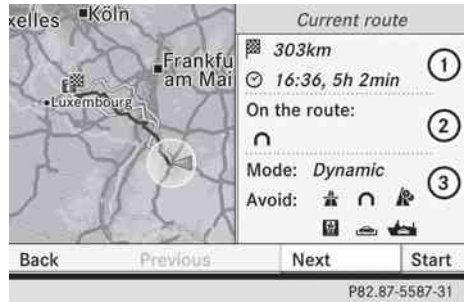 xelles
Köln
Frankfu
am Mai
Luxembourg
Current route
303km
16:36, 5h 2min
1
On the route:
2
Mode: Dynamic
Avoid:
3
Back Previous Next Start
P82.87-5587-31